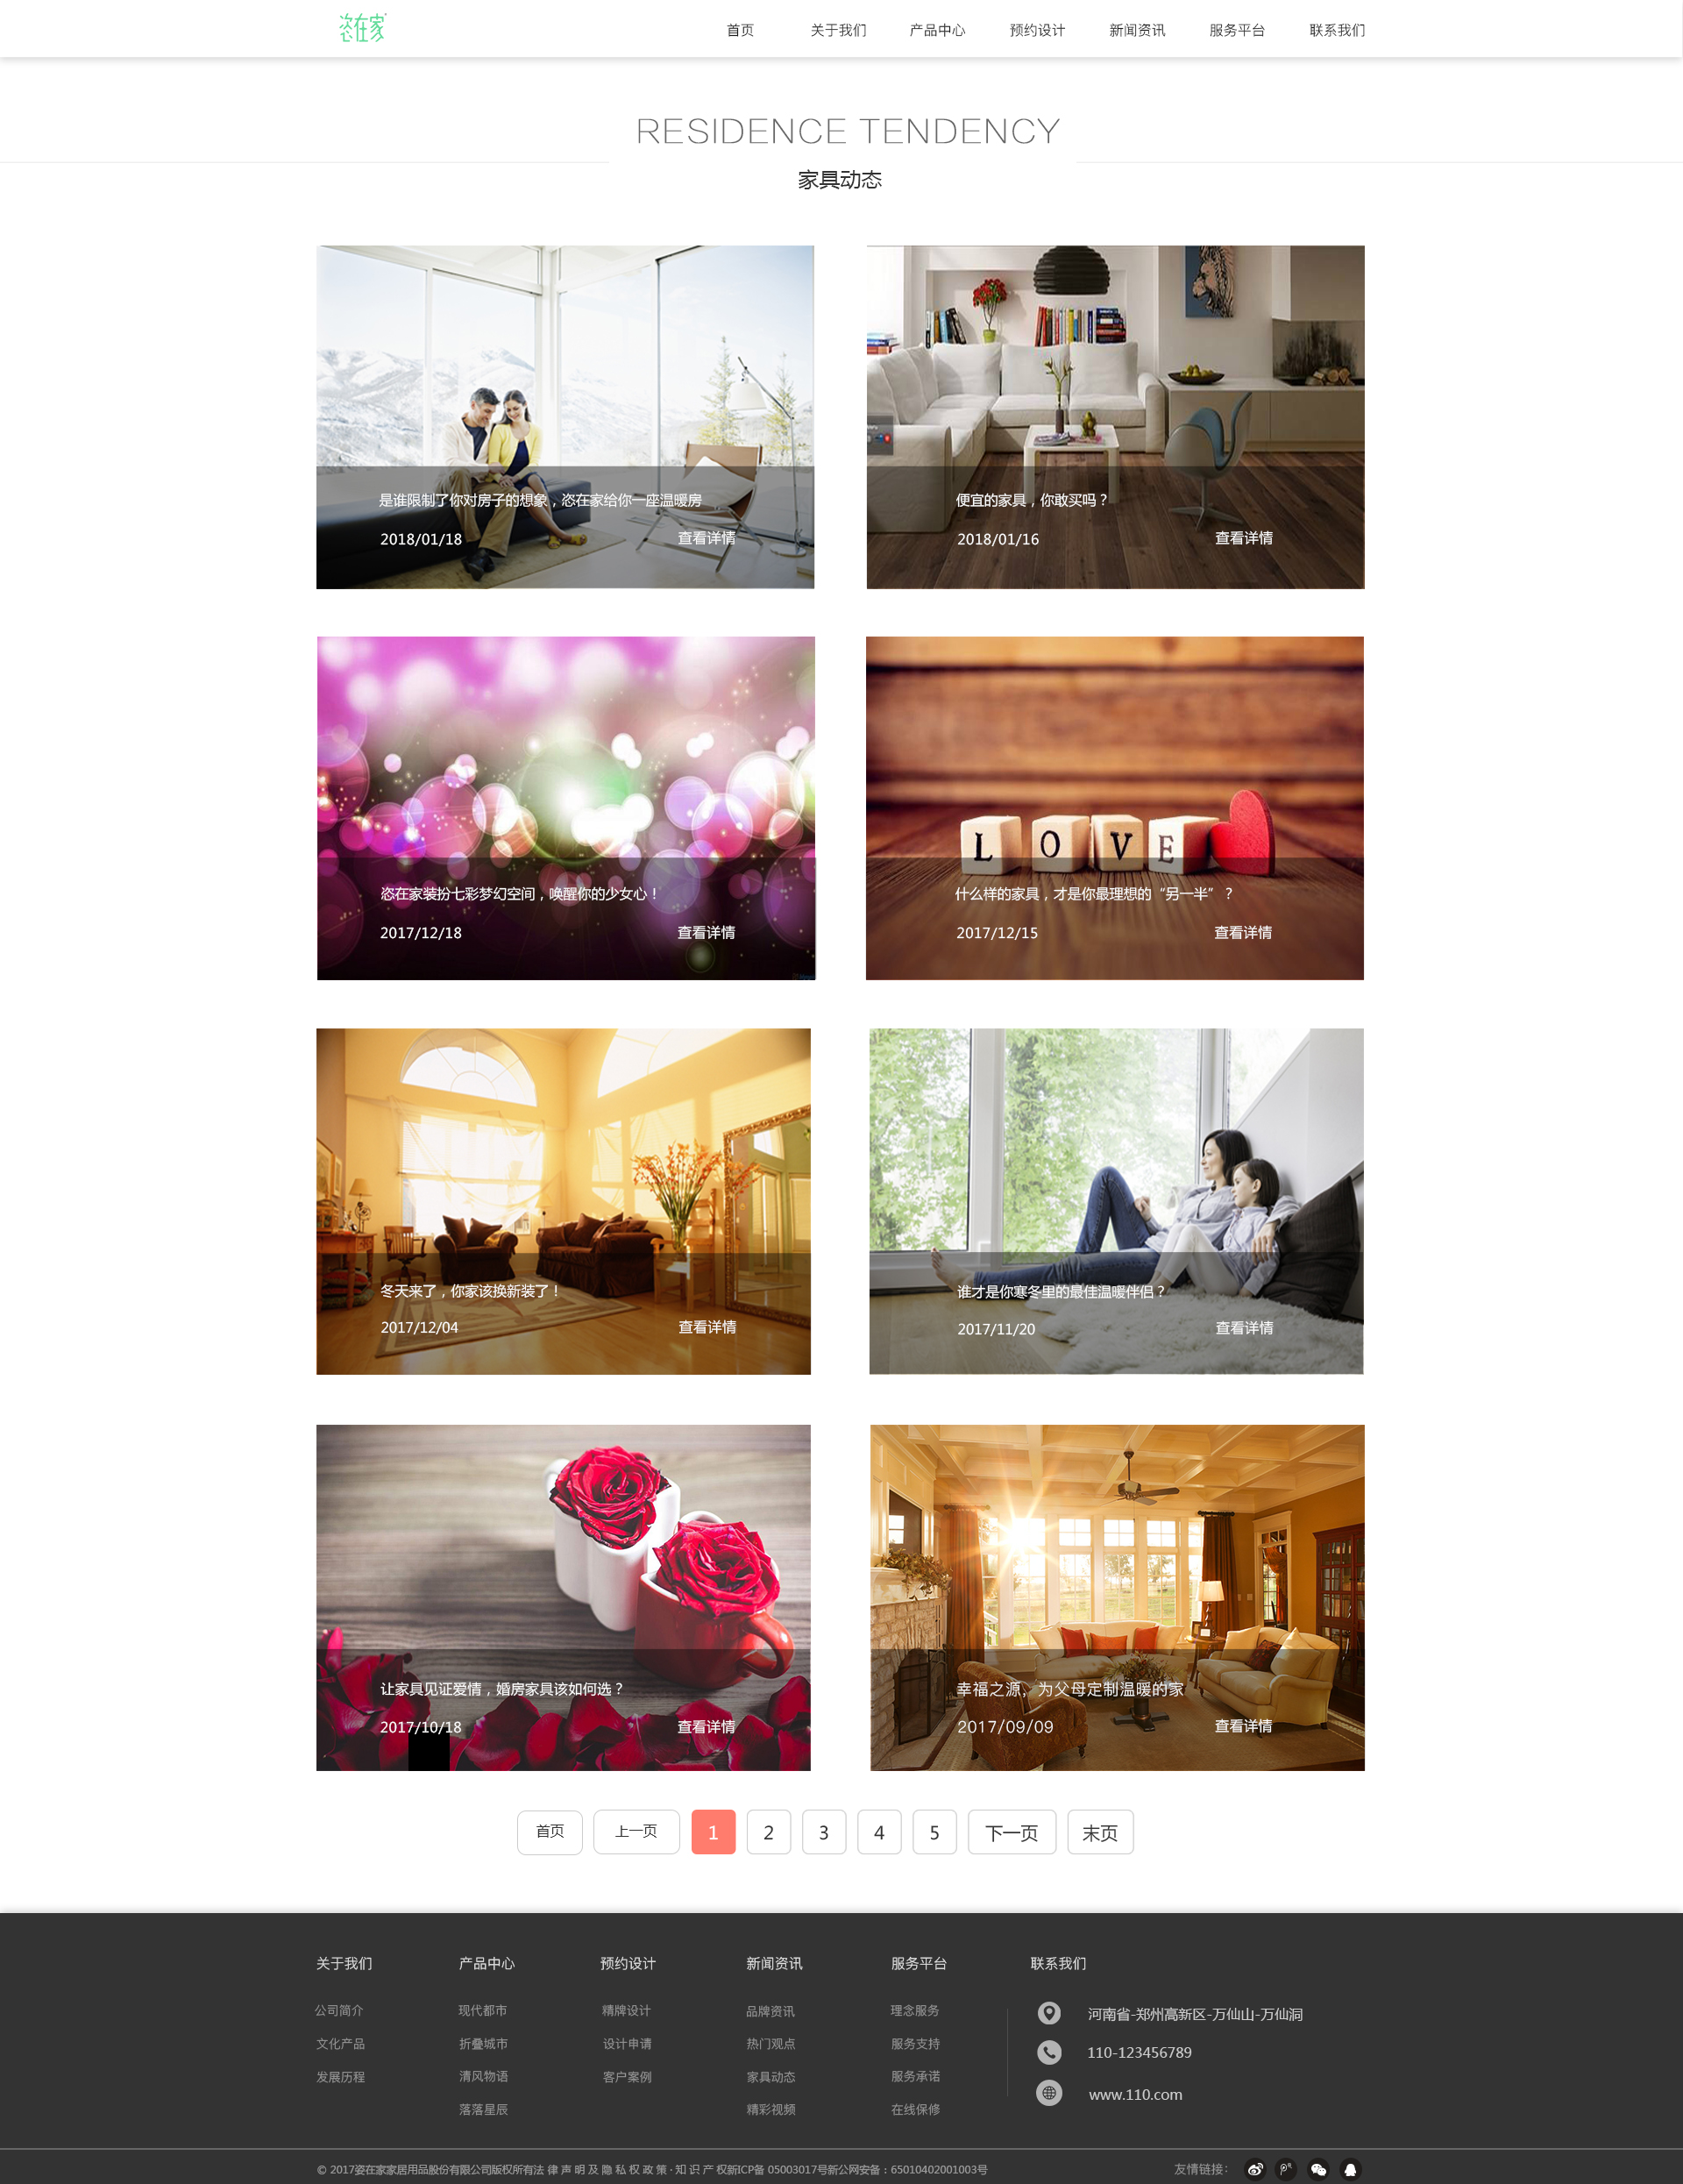 恣在家
首页 关于我们 产品中心 预约设计 新闻资讯 服务平台 联系我们
RESIDENCE TENDENCY
家具动态
是谁限制了你对房子的想象，恣在家给你一座温暖房
2018/01/18 查看详情
便宜的家具，你敢买吗？
2018/01/16 查看详情
恣在家装扮七彩梦幻空间，唤醒你的少女心！
2017/12/18 查看详情
LOVE
什么样的家具，才是你最理想的“另一半”？
2017/12/15 查看详情
冬天来了，你家该换新装了！
2017/12/04 查看详情
谁才是你寒冬里的最佳温暖伴侣？
2017/11/20 查看详情
让家具见证爱情，婚房家具该如何选？
2017/10/18 查看详情
幸福之源，为父母定制温暖的家
2017/09/09 查看详情
首页 上一页 1 2 3 4 5 下一页 末页
关于我们 产品中心 预约设计 新闻资讯 服务平台 联系我们
公司简介 现代都市 精牌设计 品牌资讯 理念服务 河南省-郑州高新区-万仙山-万仙洞
文化产品 折叠城市 设计申请 热门观点 服务支持 110-123456789
发展历程 清风物语 客户案例 家具动态 服务承诺 www.110.com
落落星辰 精彩视频 在线保修
© 2017姿在家家居用品股份有限公司版权所有法 律 声 明 及 隐 私 权 政 策 · 知 识 产 权新ICP备 05003017号新公网安备：65010402001003号 友情链接：